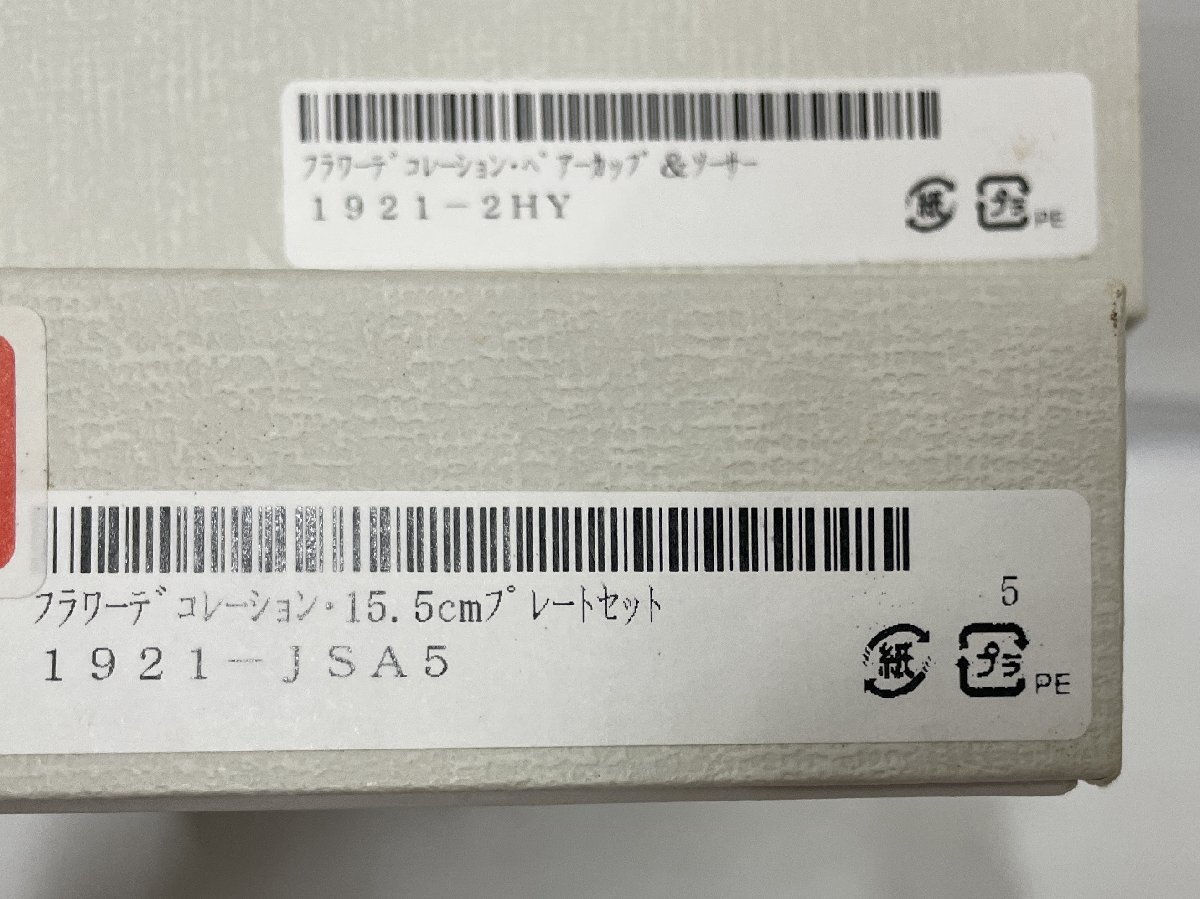 フラワーデコレーション・ペアーカップ&ソーサー
1921-2HY
紙 プラ PE
フラワーデコレーション・15.5cmプレートセット
5
1921-JSA5
紙 プラ PE